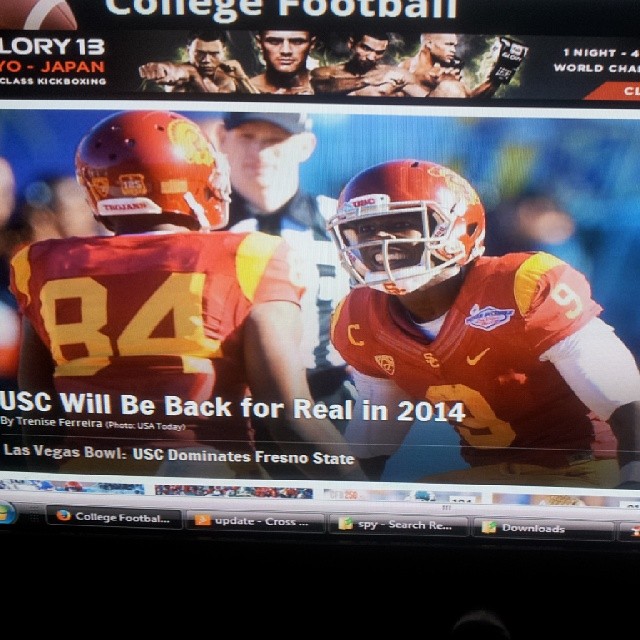 College Football
LORY 13
YO - JAPAN
CLASS KICKBOXING
1 NIGHT - 4
WORLD CHA
CL
TROJANS
USC
84
9
C
SC
9
USC Will Be Back for Real in 2014
By Trenise Ferreira (Photo: USA Today)
Las Vegas Bowl: USC Dominates Fresno State
College Footbal...
update - Cross ...
spy - Search Re...
Downloads